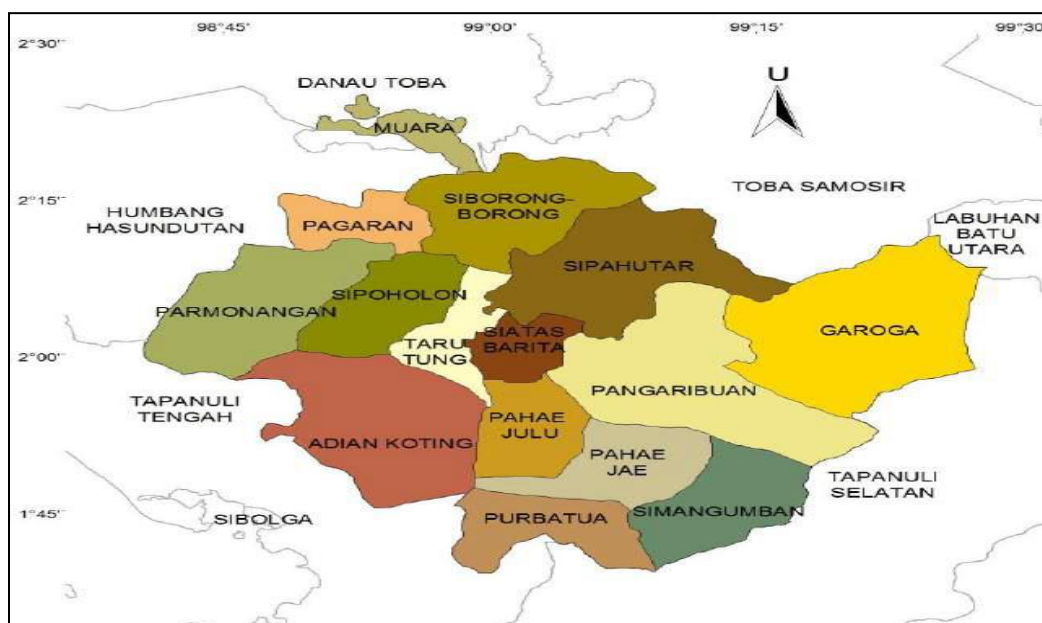 98°45'
99°00'
99°15'
99°30'
2°30'
DANAU TOBA
U
MUARA
2°15'
HUMBANG
HASUNDUTAN
PAGARAN
SIBORONG-
BORONG
TOBA SAMOSIR
LABUHAN
BATU
UTARA
SIPAHUTAR
SIPOHOLON
PARMONANGAN
GAROGA
2°00'
TARU
TUNG
SIATAS
BARITA
PANGARIBUAN
TAPANULI
TENGAH
ADIAN KOTING
PAHAE
JULU
PAHAE
JAE
TAPANULI
SELATAN
1°45'
SIBOLGA
PURBATUA
SIMANGUMBAN